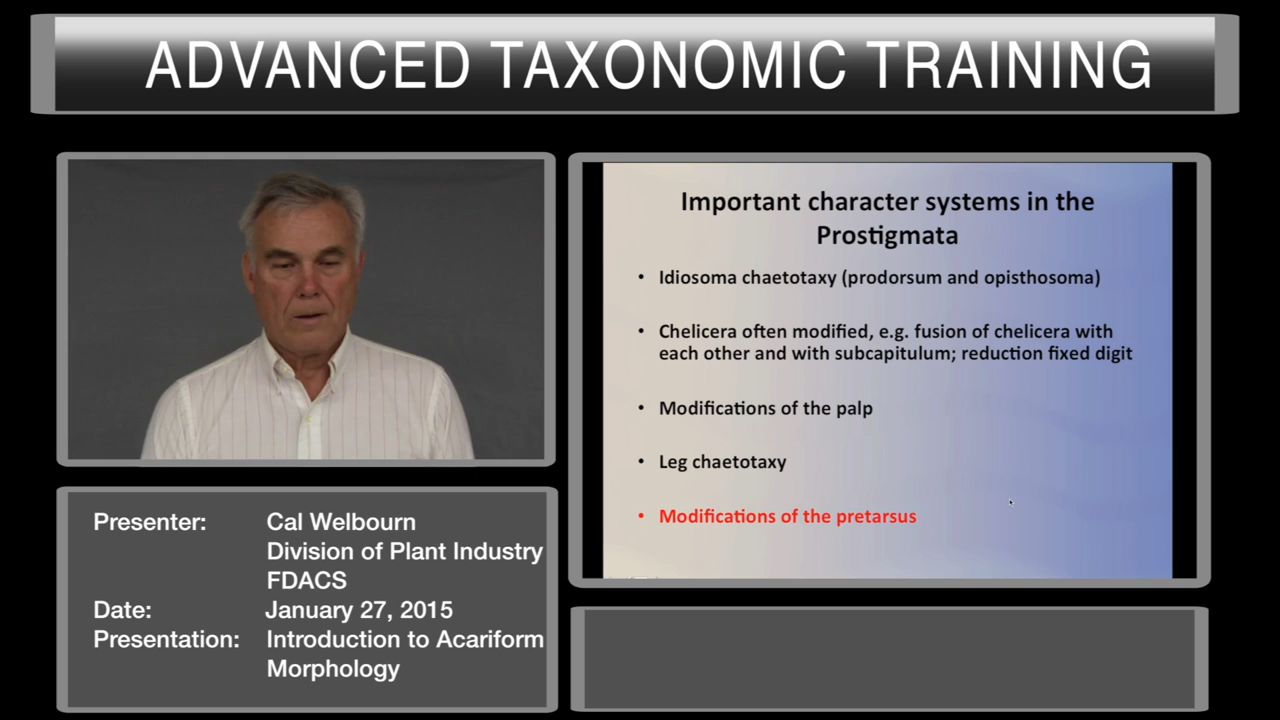 ADVANCED TAXONOMIC TRAINING
Important character systems in the
Prostigmata
• Idiosoma chaetotaxy (prodorsum and opisthosoma)
• Chelicera often modified, e.g. fusion of chelicera with
each other and with subcapitulum; reduction fixed digit
• Modifications of the palp
• Leg chaetotaxy
• Modifications of the pretarsus
Presenter: Cal Welbourn
Division of Plant Industry
FDACS
Date: January 27, 2015
Presentation: Introduction to Acariform
Morphology